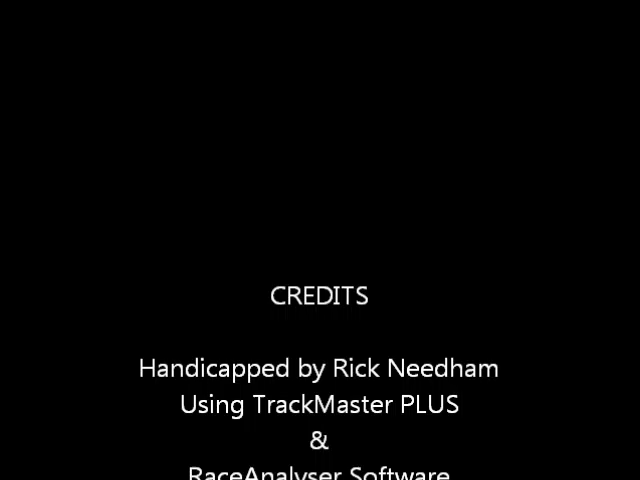 CREDITS
Handicapped by Rick Needham
Using TrackMaster PLUS
&
RaceAnalyser Software